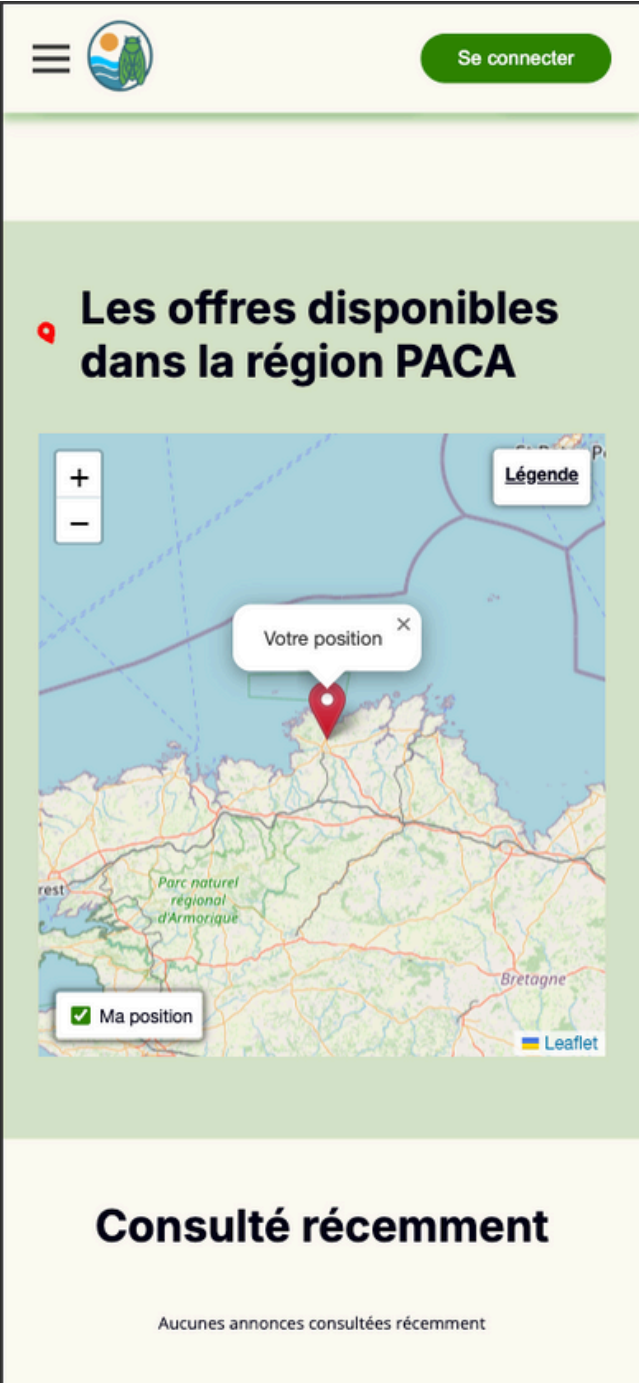 Se connecter
Les offres disponibles
dans la région PACA
+
Légende
−
Votre position ×
rest
Parc naturel
régional
d'Armorique
Bretagne
Ma position
Leaflet
Consulté récemment
Aucunes annonces consultées récemment